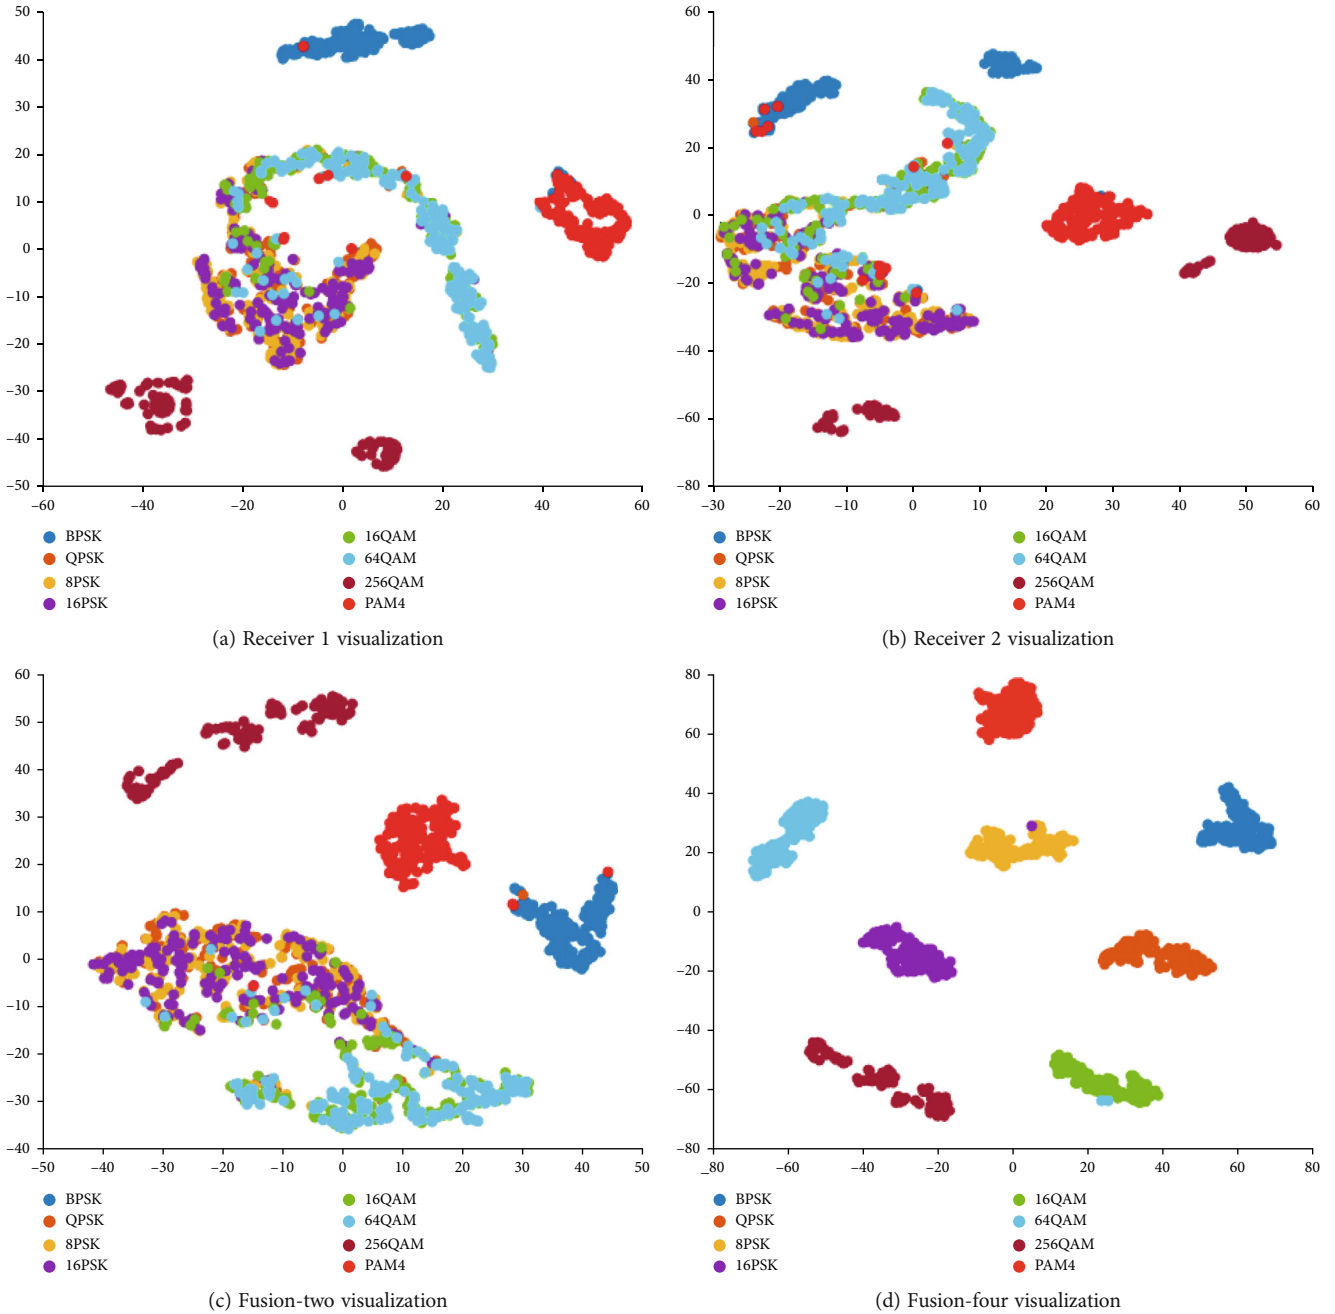 50
40
30
20
10
0
–10
–20
–30
–40
–50
–60 –40 –20 0 20 40 60
BPSK 16QAM
QPSK 64QAM
8PSK 256QAM
16PSK PAM4
(a) Receiver 1 visualization
60
40
20
0
–20
–40
–60
–80
–30 –20 –10 0 10 20 30 40 50 60
BPSK 16QAM
QPSK 64QAM
8PSK 256QAM
16PSK PAM4
(b) Receiver 2 visualization
60
50
40
30
20
10
0
–10
–20
–30
–40
–50 –40 –30 –20 –10 0 10 20 30 40 50
BPSK 16QAM
QPSK 64QAM
8PSK 256QAM
16PSK PAM4
(c) Fusion-two visualization
80
60
40
20
0
–20
–40
–60
–80
–80 –60 –40 –20 0 20 40 60 80
BPSK 16QAM
QPSK 64QAM
8PSK 256QAM
16PSK PAM4
(d) Fusion-four visualization